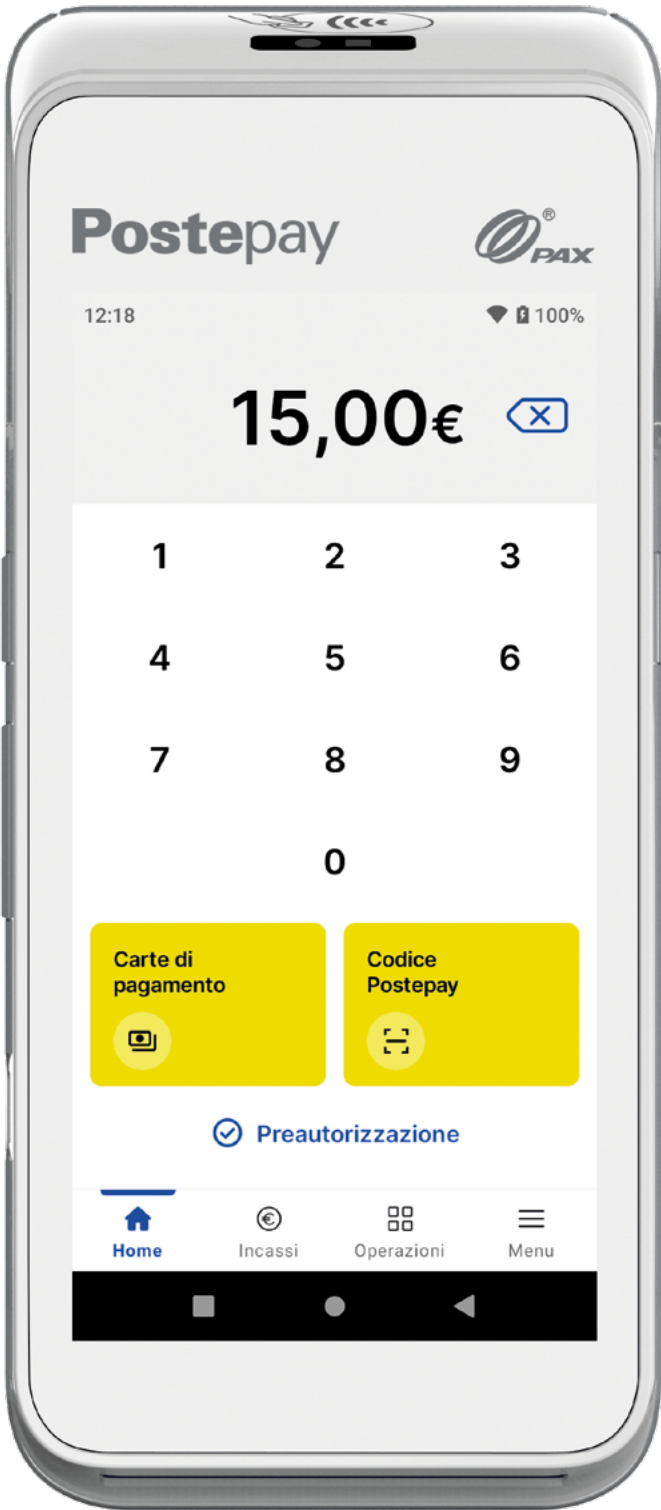 Postepay
® PAX
12:18 100%
15,00€
1 2 3
4 5 6
7 8 9
0
Carte di
pagamento
Codice
Postepay
Preautorizzazione
Home Incassi Operazioni Menu